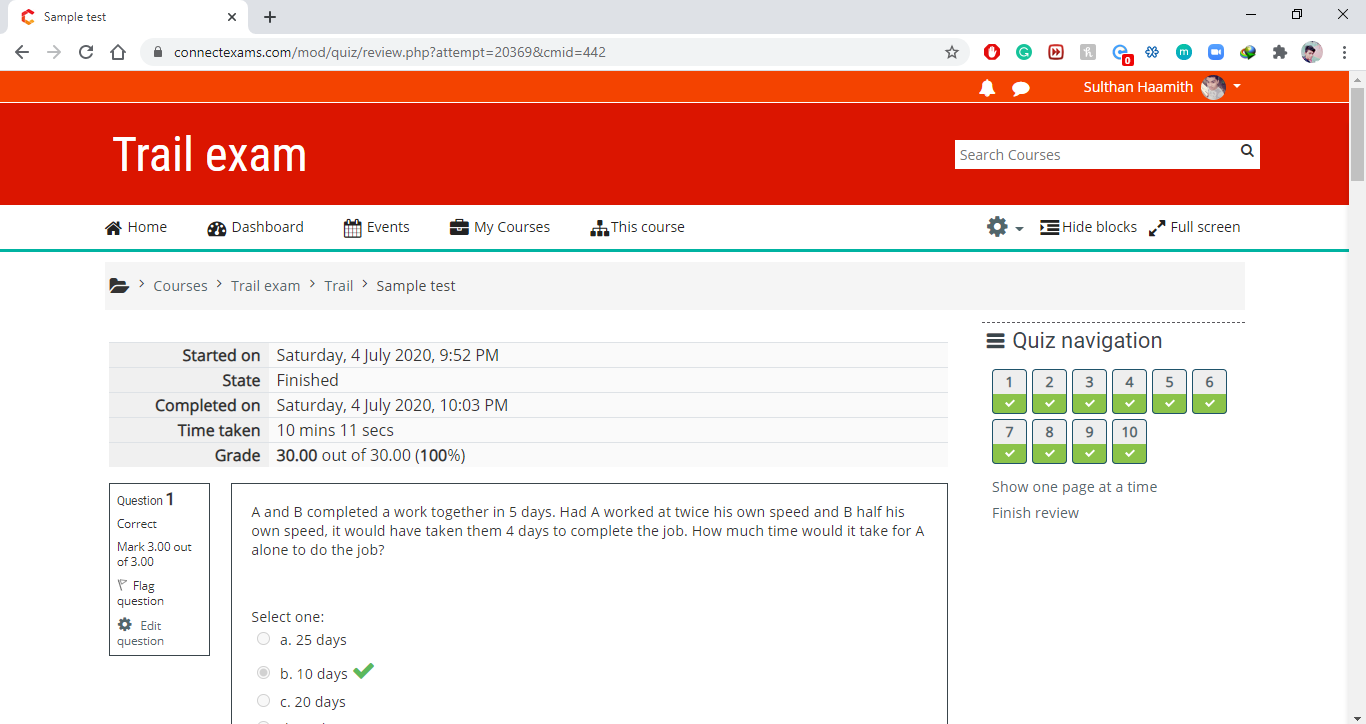 Sample test
connectexams.com/mod/quiz/review.php?attempt=20369&cmid=442
0
m
Sulthan Haamith
Trail exam
Search Courses
Home Dashboard Events My Courses This course Hide blocks Full screen
Courses Trail exam Trail Sample test
Started on Saturday, 4 July 2020, 9:52 PM
State Finished
Completed on Saturday, 4 July 2020, 10:03 PM
Time taken 10 mins 11 secs
Grade 30.00 out of 30.00 (100%)
Question 1
Correct
Mark 3.00 out
of 3.00
Flag
question
Edit
question
A and B completed a work together in 5 days. Had A worked at twice his own speed and B half his
own speed, it would have taken them 4 days to complete the job. How much time would it take for A
alone to do the job?
Select one:
a. 25 days
b. 10 days
c. 20 days
Quiz navigation
1 2 3 4 5 6
7 8 9 10
Show one page at a time
Finish review